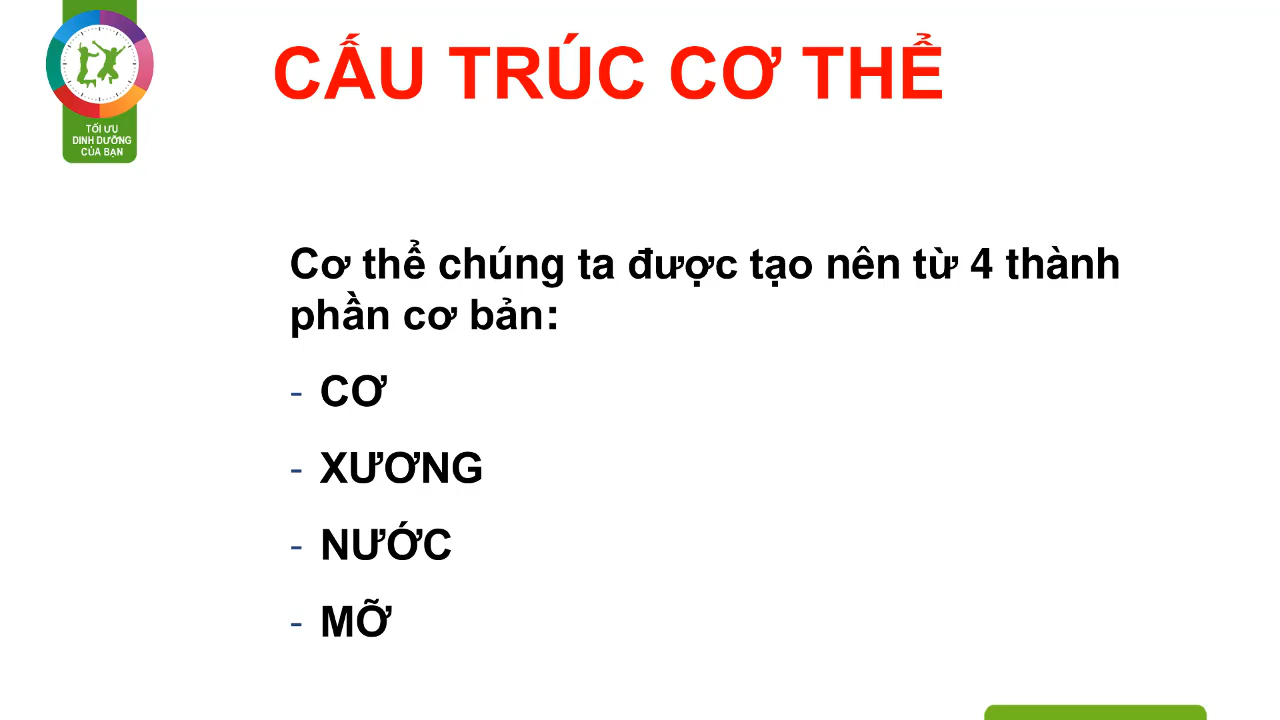 TỐI ƯU
DINH DƯỠNG
CỦA BẠN
CẤU TRÚC CƠ THỂ
Cơ thể chúng ta được tạo nên từ 4 thành
phần cơ bản:
- CƠ
- XƯƠNG
- NƯỚC
- MỠ